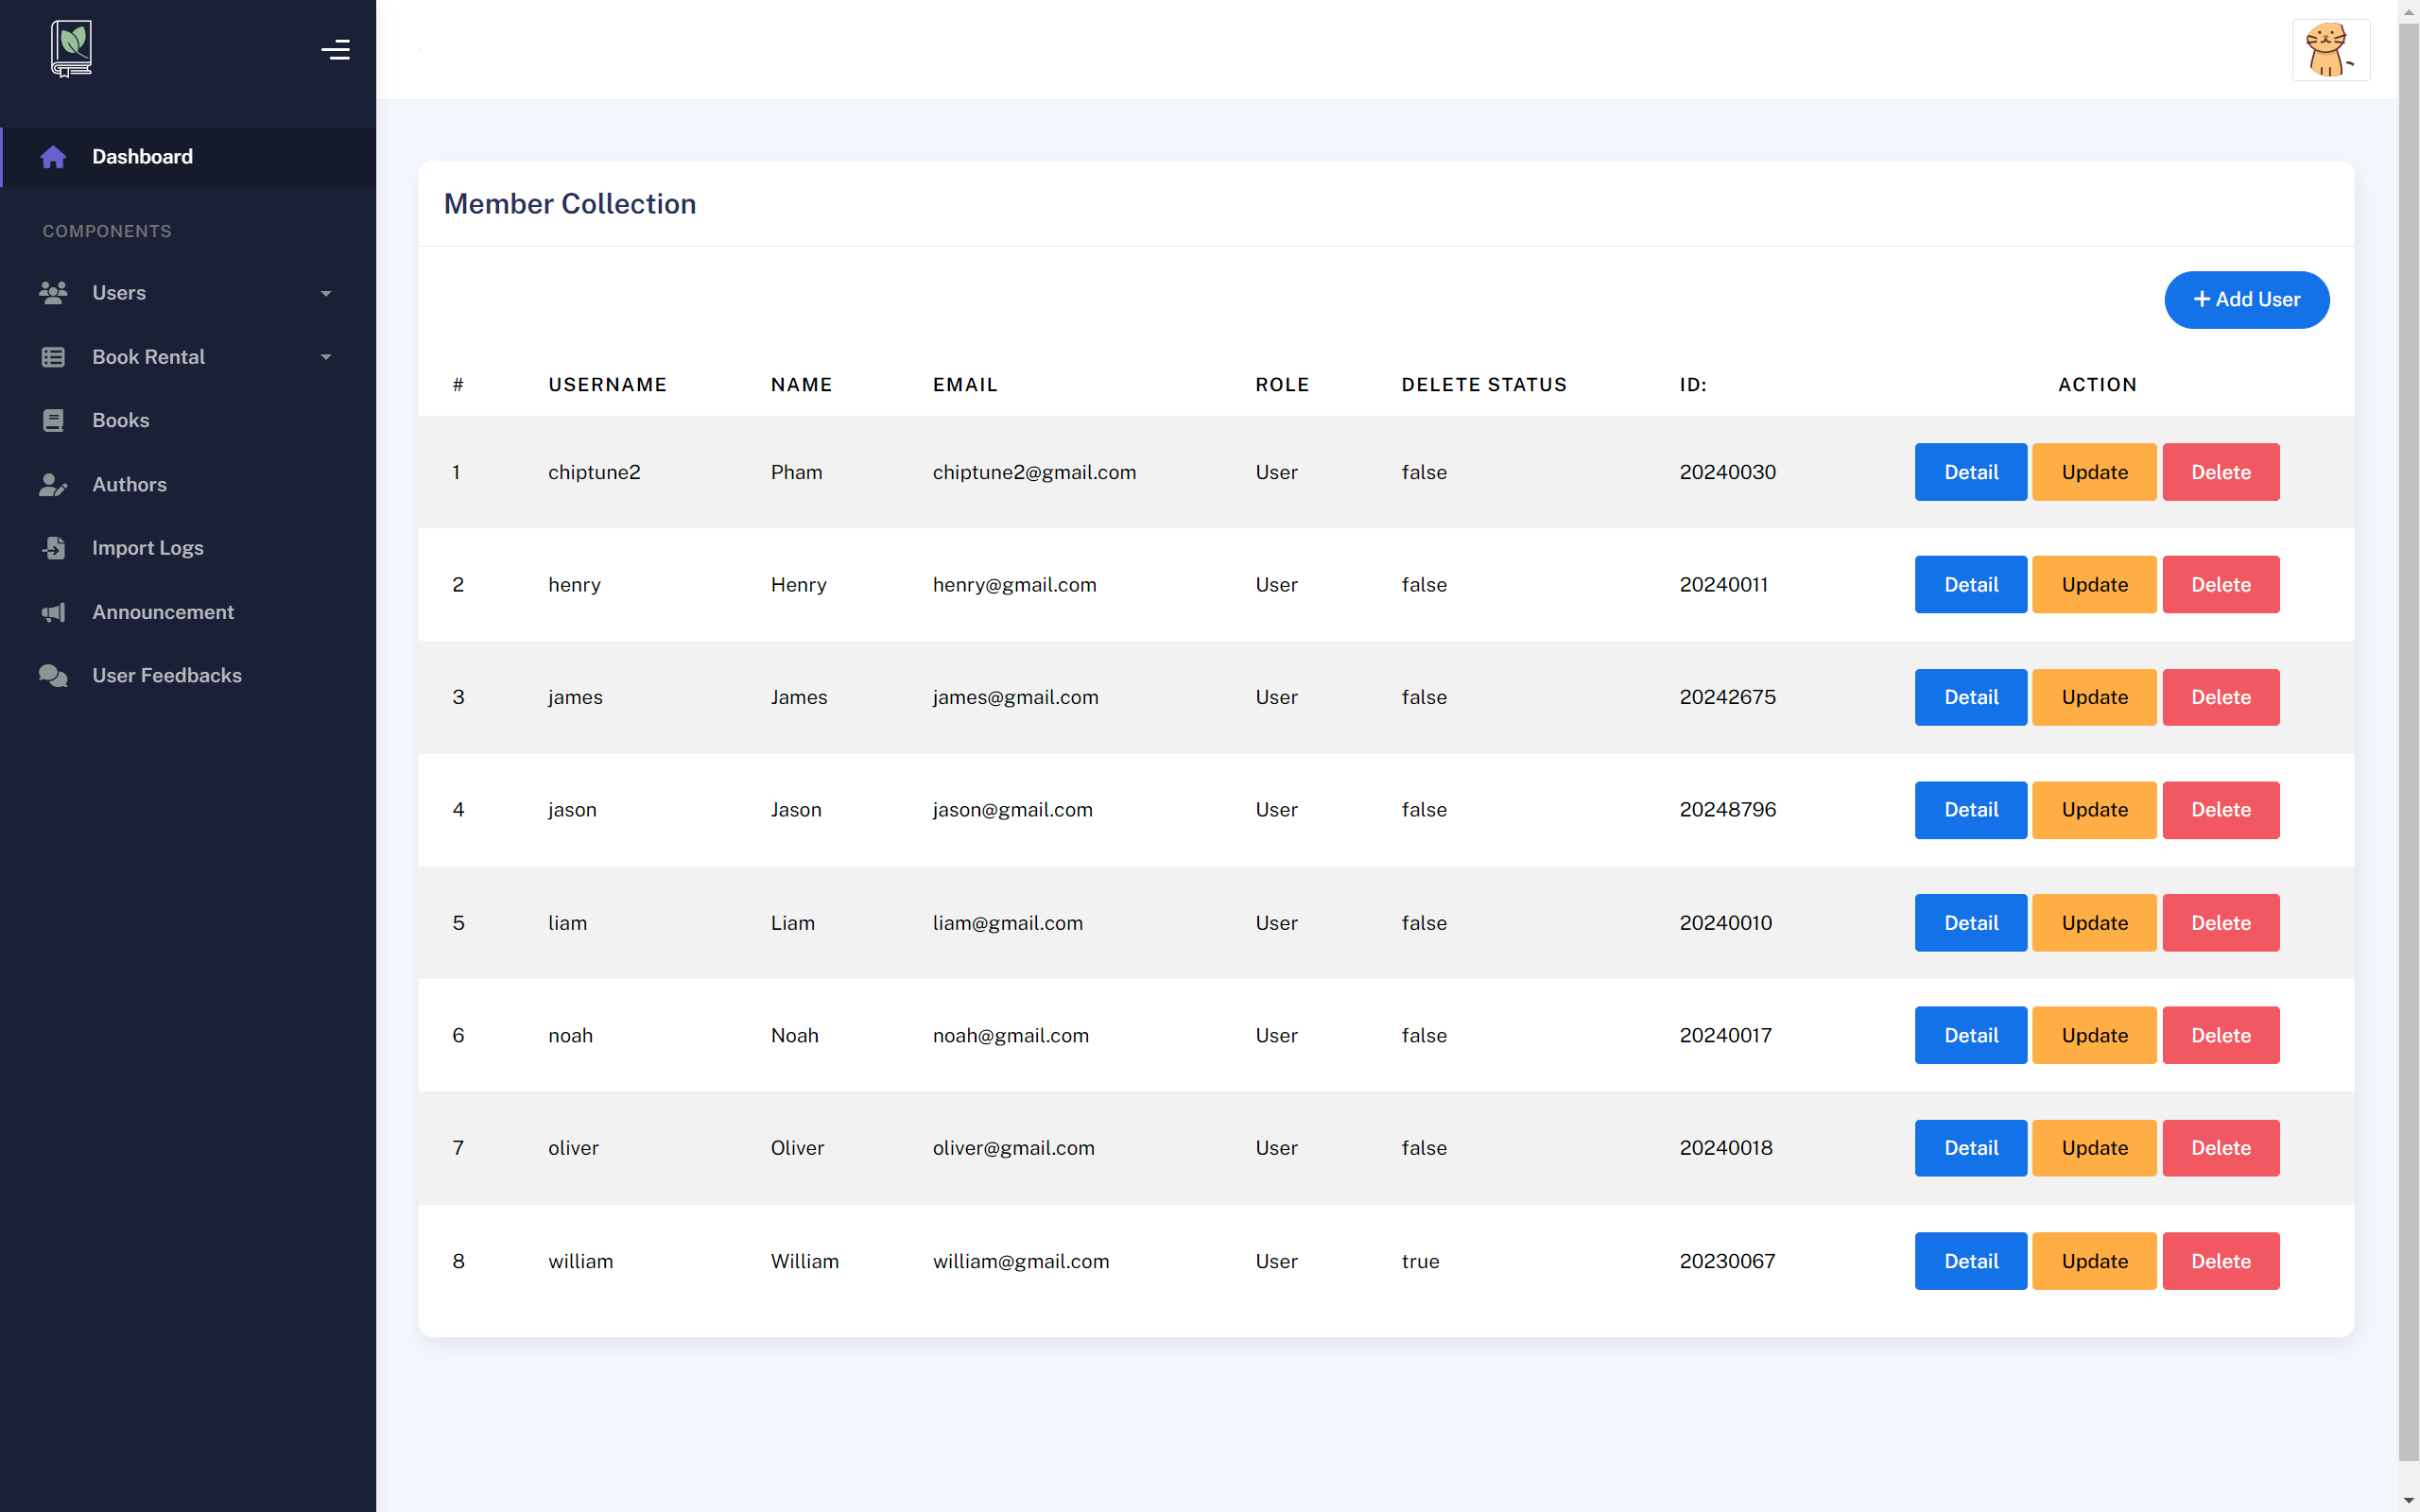 Dashboard
COMPONENTS
Users
Book Rental
Books
Authors
Import Logs
Announcement
User Feedbacks
Member Collection
+ Add User
# USERNAME NAME EMAIL ROLE DELETE STATUS ID: ACTION
1 chiptune2 Pham chiptune2@gmail.com User false 20240030 Detail Update Delete
2 henry Henry henry@gmail.com User false 20240011 Detail Update Delete
3 james James james@gmail.com User false 20242675 Detail Update Delete
4 jason Jason jason@gmail.com User false 20248796 Detail Update Delete
5 liam Liam liam@gmail.com User false 20240010 Detail Update Delete
6 noah Noah noah@gmail.com User false 20240017 Detail Update Delete
7 oliver Oliver oliver@gmail.com User false 20240018 Detail Update Delete
8 william William william@gmail.com User true 20230067 Detail Update Delete